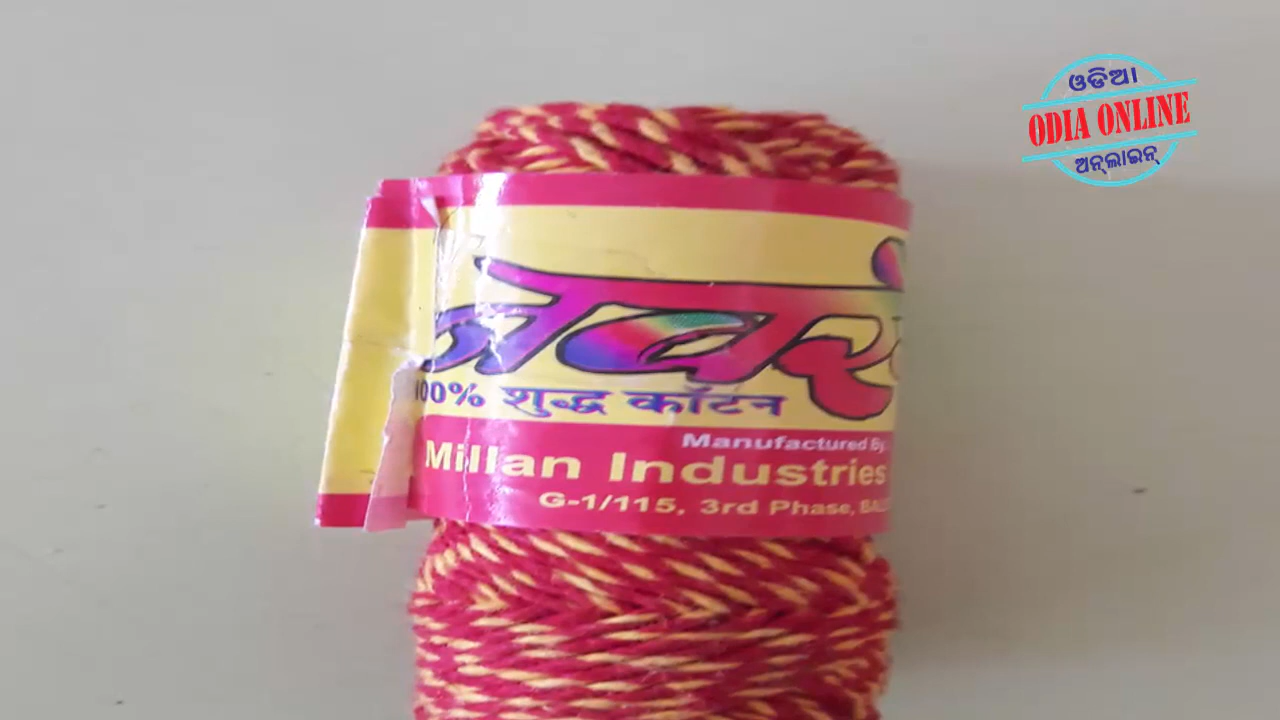 ଓଡିଆ
ODIA ONLINE
ଅନ୍‌ଲାଇନ୍
100% शुद्ध कॉटन
Manufactured By:
Millan Industries
G-1/115, 3rd Phase,